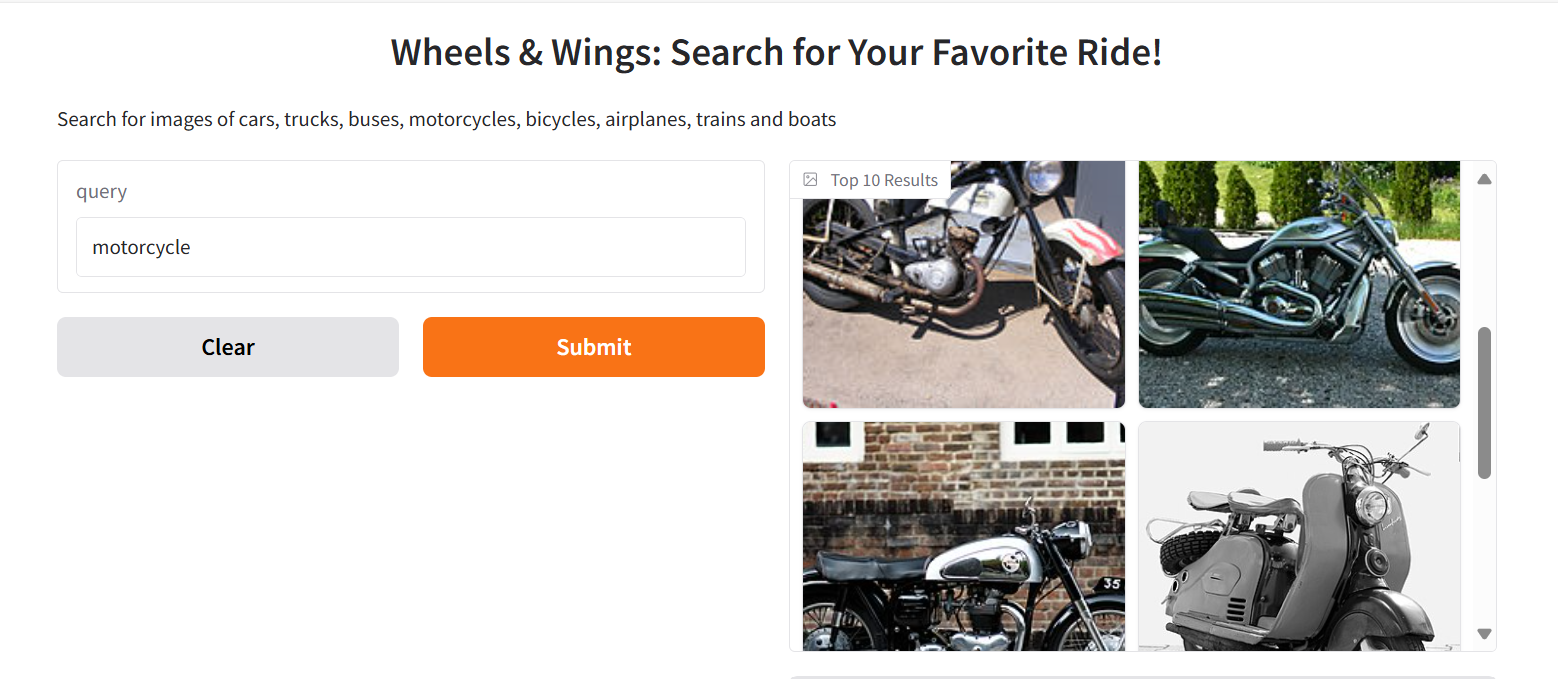 Wheels & Wings: Search for Your Favorite Ride!
Search for images of cars, trucks, buses, motorcycles, bicycles, airplanes, trains and boats
query
motorcycle
Clear
Submit
Top 10 Results
35